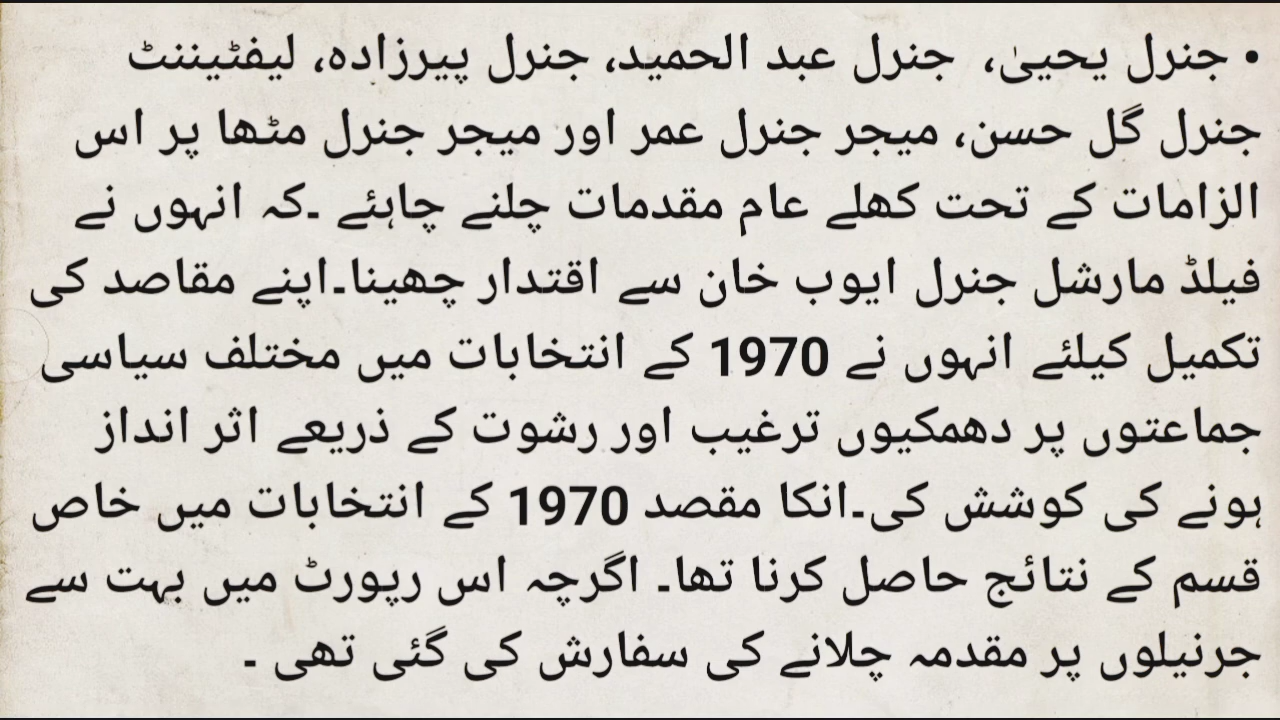 • جنرل یحییٰ، جنرل عبد الحمید، جنرل پیرزادہ، لیفٹیننٹ
جنرل گل حسن، میجر جنرل عمر اور میجر جنرل مٹھا پر اس
الزامات کے تحت کھلے عام مقدمات چلنے چاہئے ۔کہ انہوں نے
فیلڈ مارشل جنرل ایوب خان سے اقتدار چھینا۔اپنے مقاصد کی
تکمیل کیلئے انہوں نے 1970 کے انتخابات میں مختلف سیاسی
جماعتوں پر دھمکیوں ترغیب اور رشوت کے ذریعے اثر انداز
ہونے کی کوشش کی۔انکا مقصد 1970 کے انتخابات میں خاص
قسم کے نتائج حاصل کرنا تھا۔ اگرچہ اس رپورٹ میں بہت سے
جرنیلوں پر مقدمہ چلانے کی سفارش کی گئی تھی ۔